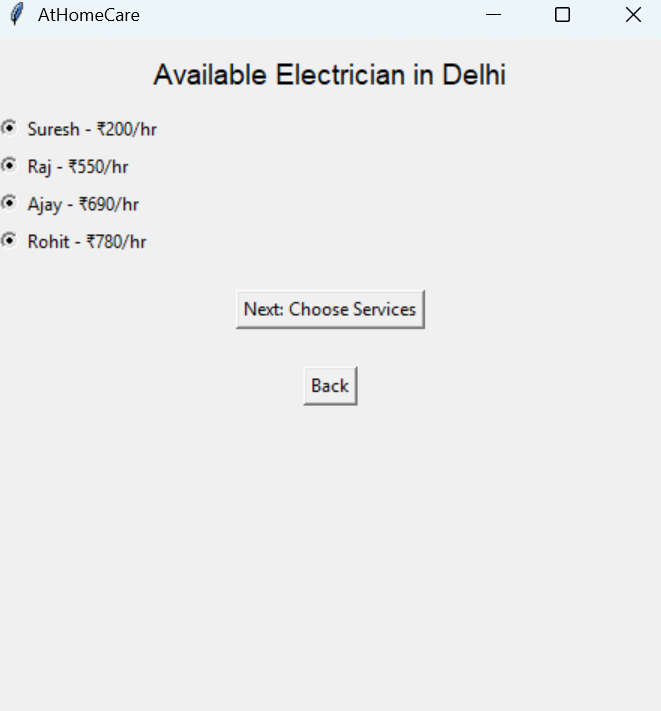 AtHomeCare
Available Electrician in Delhi
Suresh - ₹200/hr
Raj - ₹550/hr
Ajay - ₹690/hr
Rohit - ₹780/hr
Next: Choose Services
Back